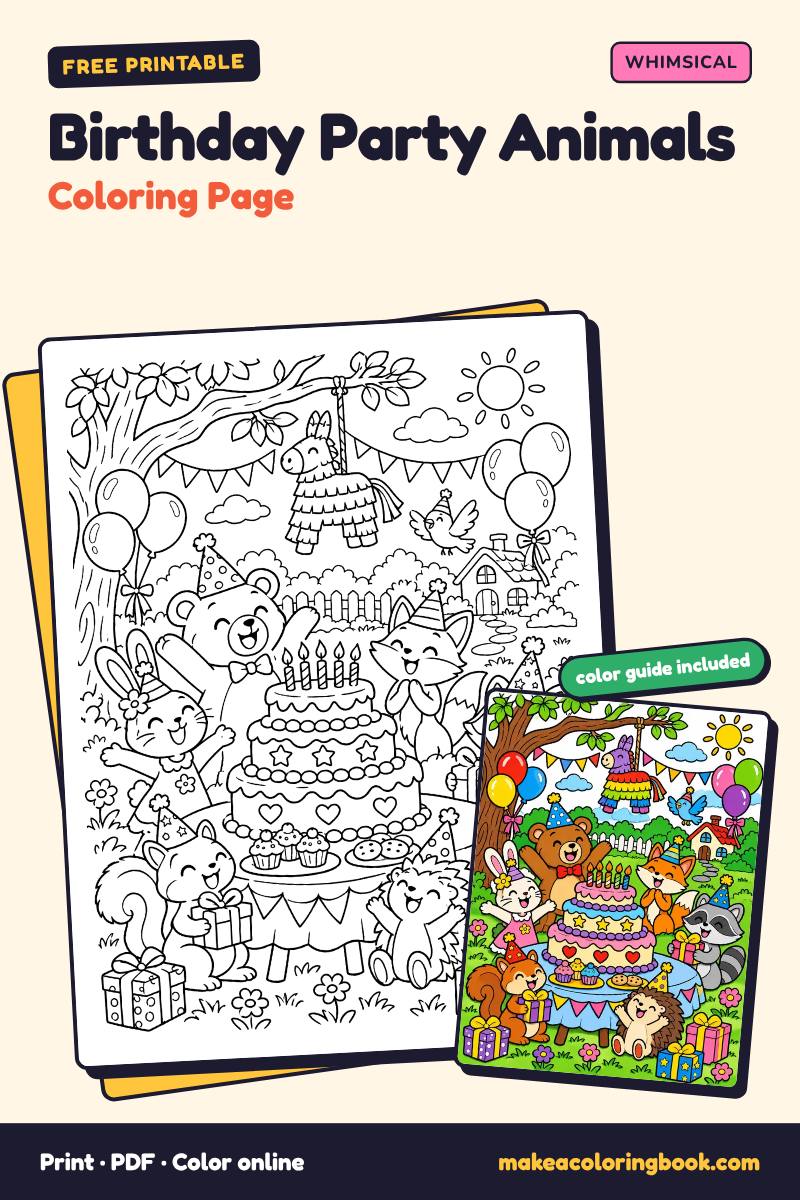 FREE PRINTABLE
WHIMSICAL
Birthday Party Animals
Coloring Page
color guide included
Print · PDF · Color online
makeacoloringbook.com